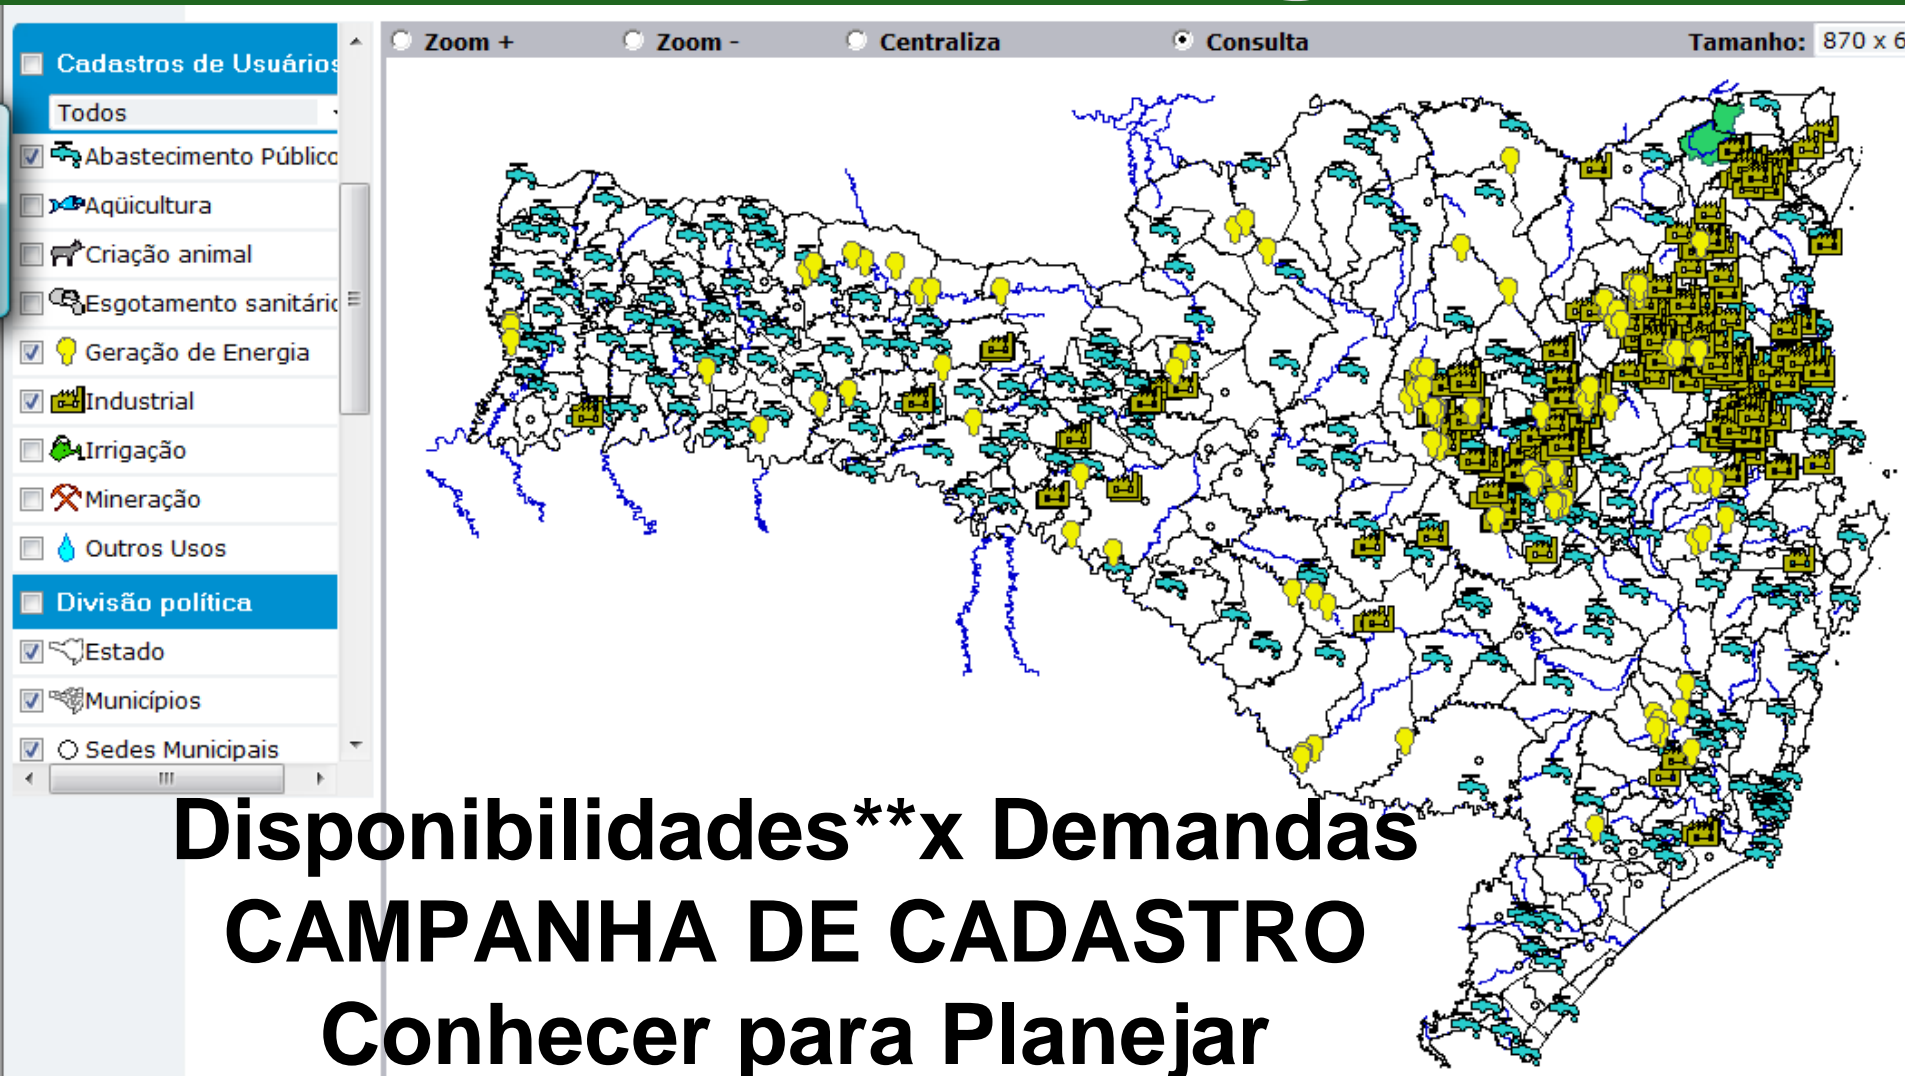 Cadastros de Usuários
Todos
Abastecimento Público
Aqüicultura
Criação animal
Esgotamento sanitário
Geração de Energia
Industrial
Irrigação
Mineração
Outros Usos
Divisão política
Estado
Municípios
Sedes Municipais
Zoom + Zoom - Centraliza Consulta Tamanho: 870 x 6
Disponibilidades**x Demandas
CAMPANHA DE CADASTRO
Conhecer para Planejar